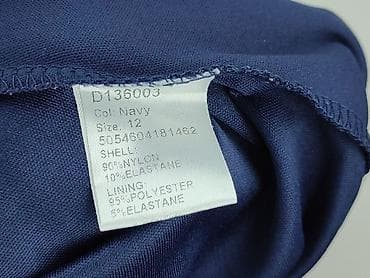 D136003
Col: Navy
Size: 12
5054604181462
SHELL:
90%NYLON
10%ELASTANE
LINING:
95%POLYESTER
5%ELASTANE